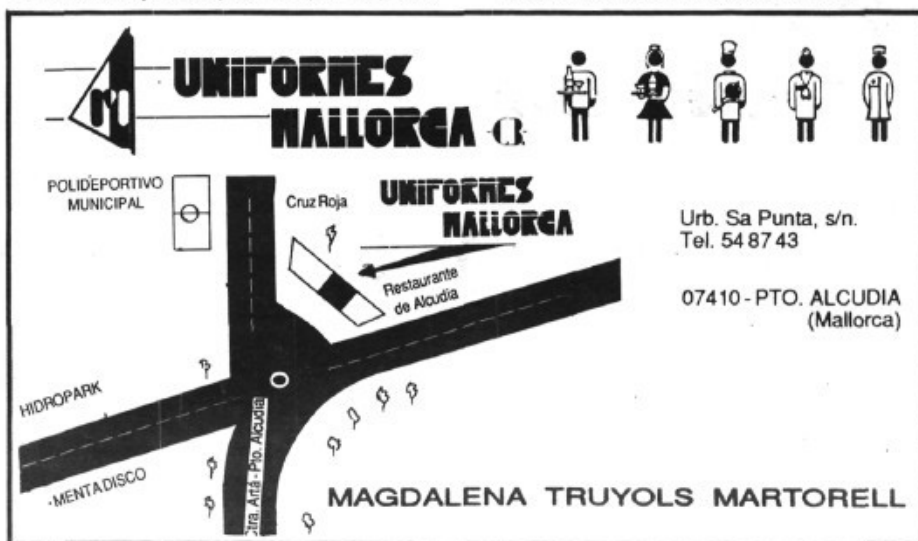 UNIFORMES
MALLORCA
POLIDEPORTIVO
MUNICIPAL
Cruz Roja
UNIFORMES
MALLORCA
Restaurante
de Alcudia
Urb. Sa Punta, s/n.
Tel. 54 87 43
07410 - PTO. ALCUDIA
(Mallorca)
HIDROPARK
MENTA DISCO
Ctra. Artá - Pto. Alcudia
MAGDALENA TRUYOLS MARTORELL